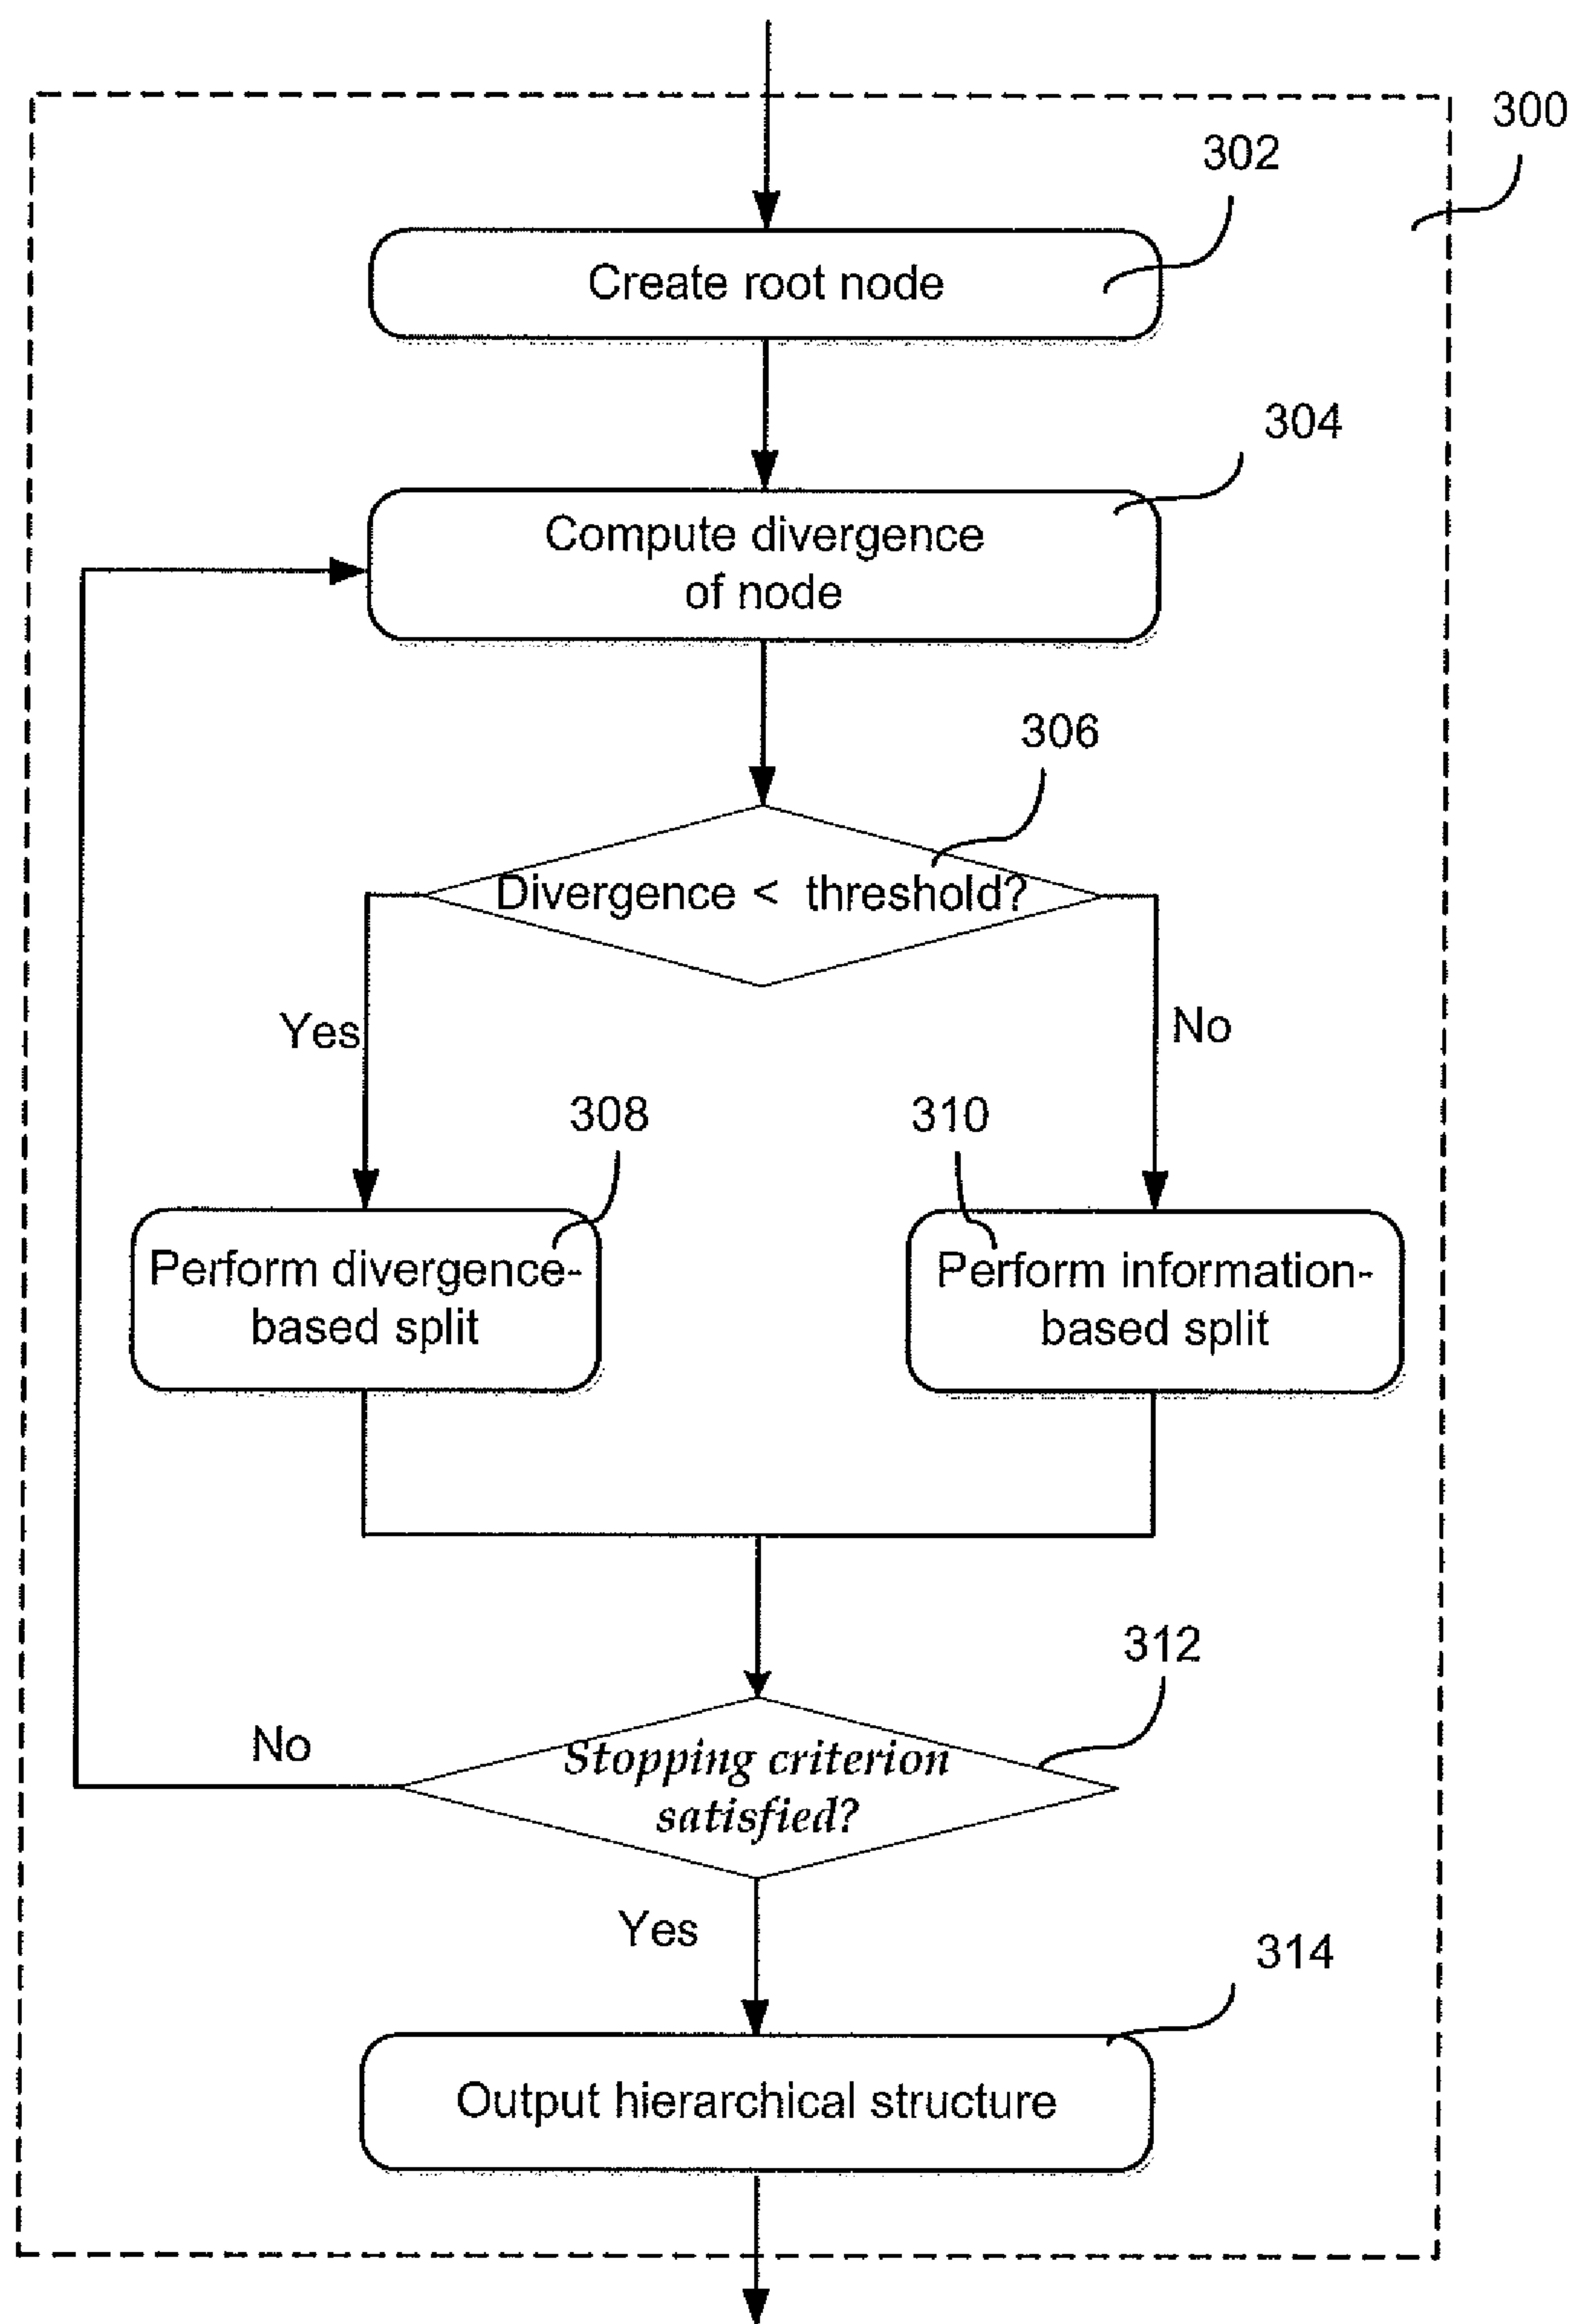 300
302
Create root node
304
Compute divergence
of node
306
Divergence < threshold?
Yes
No
308
310
Perform divergence-
based split
Perform information-
based split
312
No
Stopping criterion
satisfied?
Yes
314
Output hierarchical structure